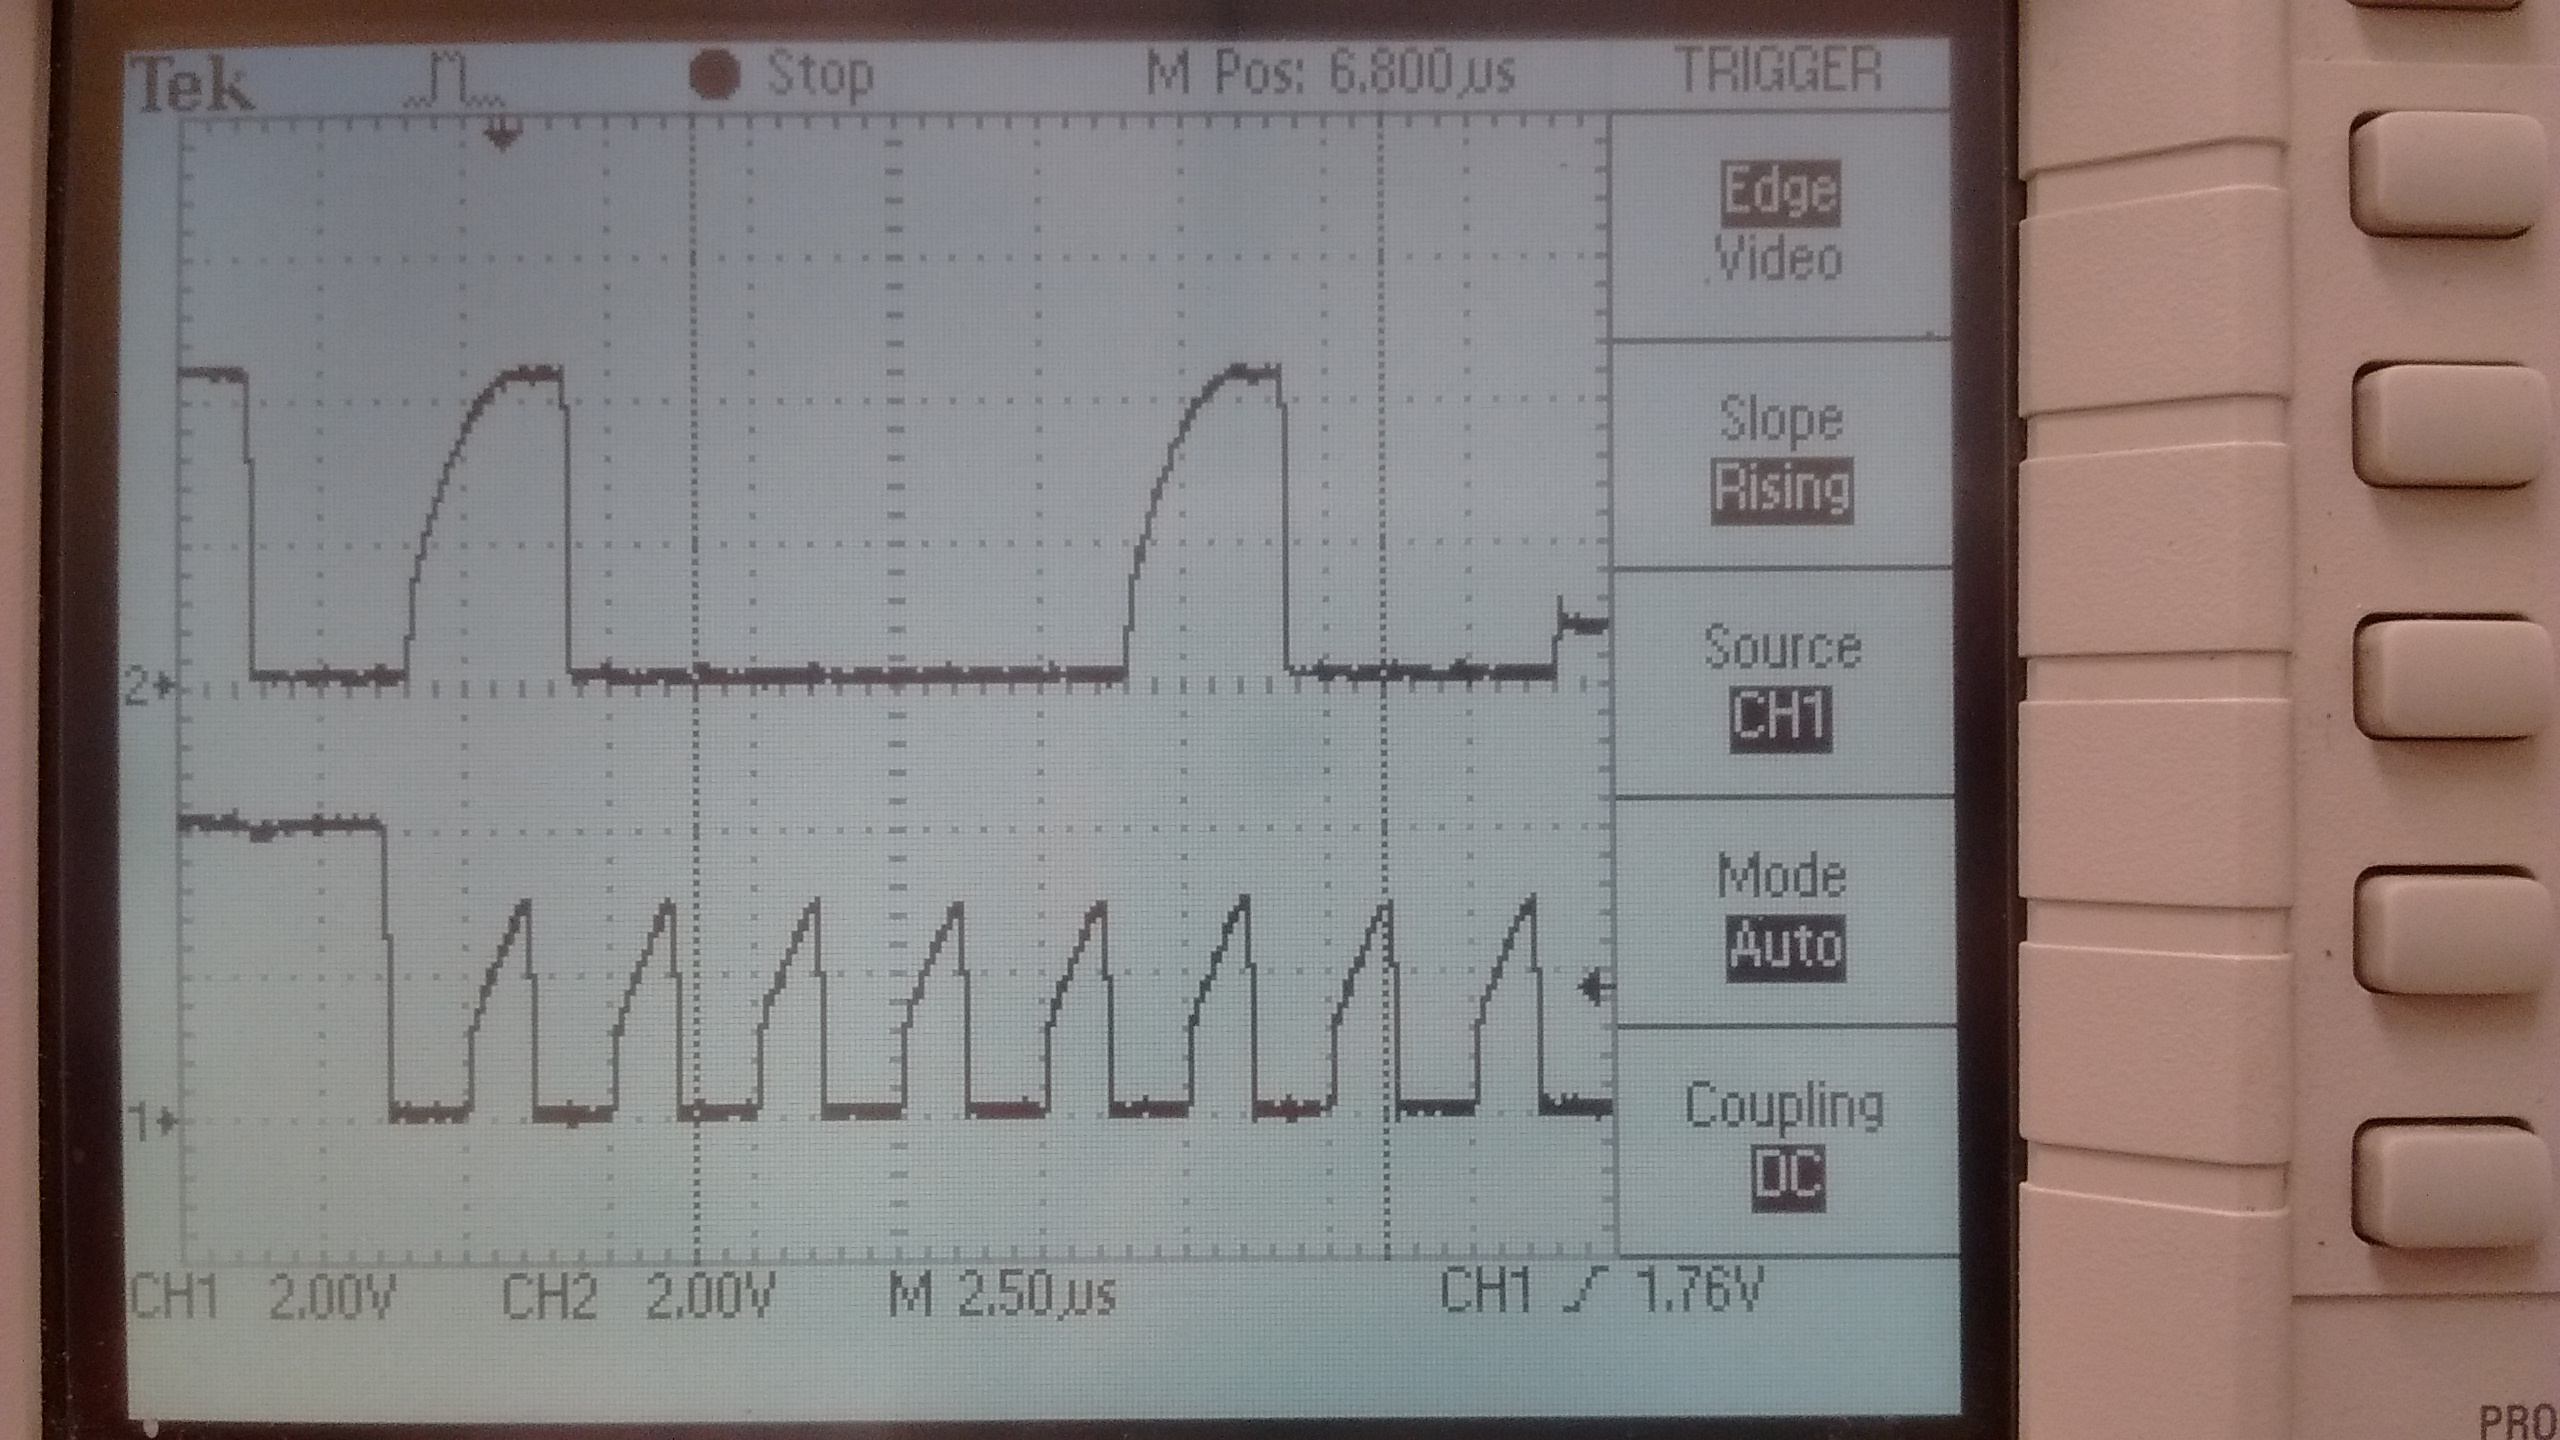 Tek Stop M Pos: 6.800µs TRIGGER
Edge
Video
Slope
Rising
Source
CH1
Mode
Auto
Coupling
DC
2
1
CH1 2.00V CH2 2.00V M 2.50µs CH1 1.76V
PRO